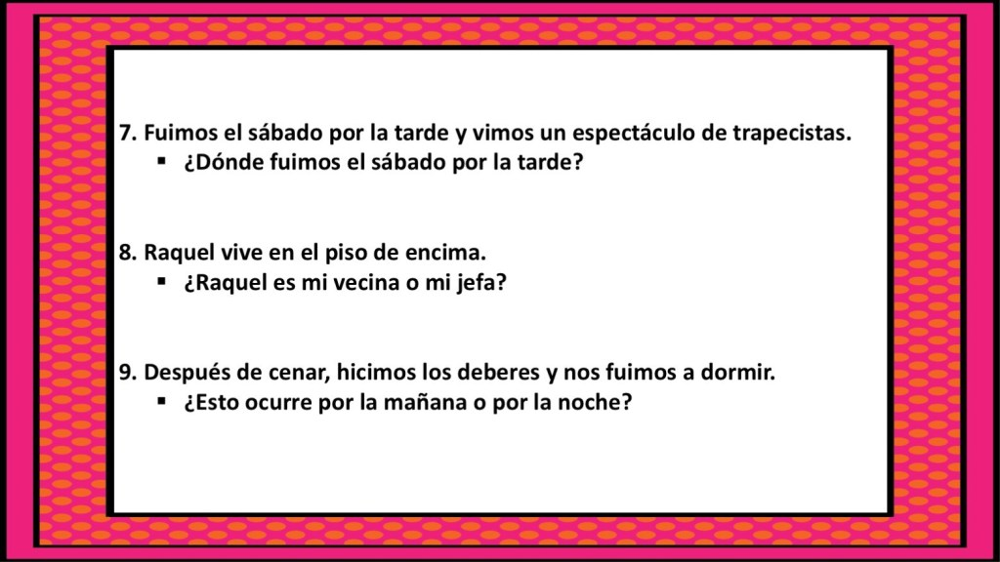 7. Fuimos el sábado por la tarde y vimos un espectáculo de trapecistas.
▪ ¿Dónde fuimos el sábado por la tarde?
8. Raquel vive en el piso de encima.
▪ ¿Raquel es mi vecina o mi jefa?
9. Después de cenar, hicimos los deberes y nos fuimos a dormir.
▪ ¿Esto ocurre por la mañana o por la noche?